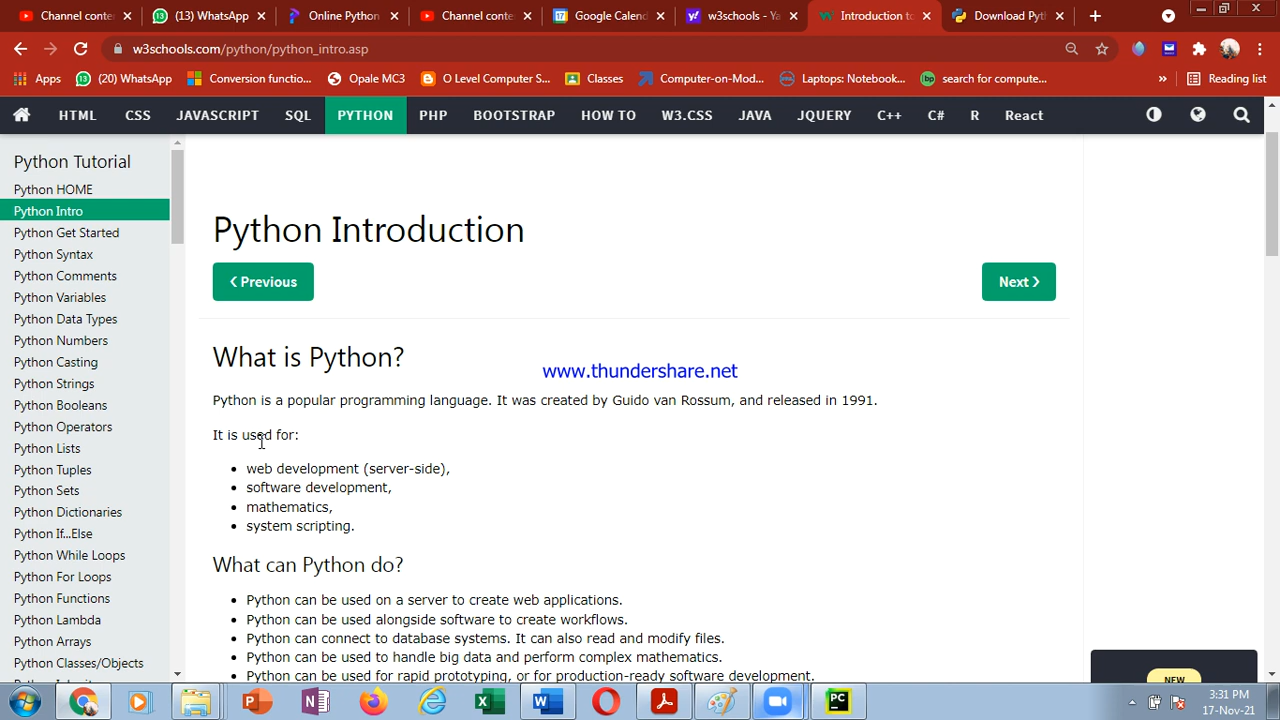 Channel conter
(13) WhatsApp
Online Python
Channel conter
17
Google Calend
w3schools - Ya
Introduction to
Download Pyth
w3schools.com/python/python_intro.asp
Apps
(20) WhatsApp
Conversion functio...
Opale MC3
O Level Computer S...
Classes
Computer-on-Mod...
Laptops: Notebook...
bp
search for compute...
»
Reading list
HTML
CSS
JAVASCRIPT
SQL
PYTHON
PHP
BOOTSTRAP
HOW TO
W3.CSS
JAVA
JQUERY
C++
C#
R
React
Python Tutorial
Python HOME
Python Intro
Python Get Started
Python Syntax
Python Comments
Python Variables
Python Data Types
Python Numbers
Python Casting
Python Strings
Python Booleans
Python Operators
Python Lists
Python Tuples
Python Sets
Python Dictionaries
Python If...Else
Python While Loops
Python For Loops
Python Functions
Python Lambda
Python Arrays
Python Classes/Objects
Python Introduction
❮ Previous
Next ❯
What is Python?
www.thundershare.net
Python is a popular programming language. It was created by Guido van Rossum, and released in 1991.
It is used for:
• web development (server-side),
• software development,
• mathematics,
• system scripting.
What can Python do?
• Python can be used on a server to create web applications.
• Python can be used alongside software to create workflows.
• Python can connect to database systems. It can also read and modify files.
• Python can be used to handle big data and perform complex mathematics.
• Python can be used for rapid prototyping, or for production-ready software development.
NEW
3:31 PM
17-Nov-21